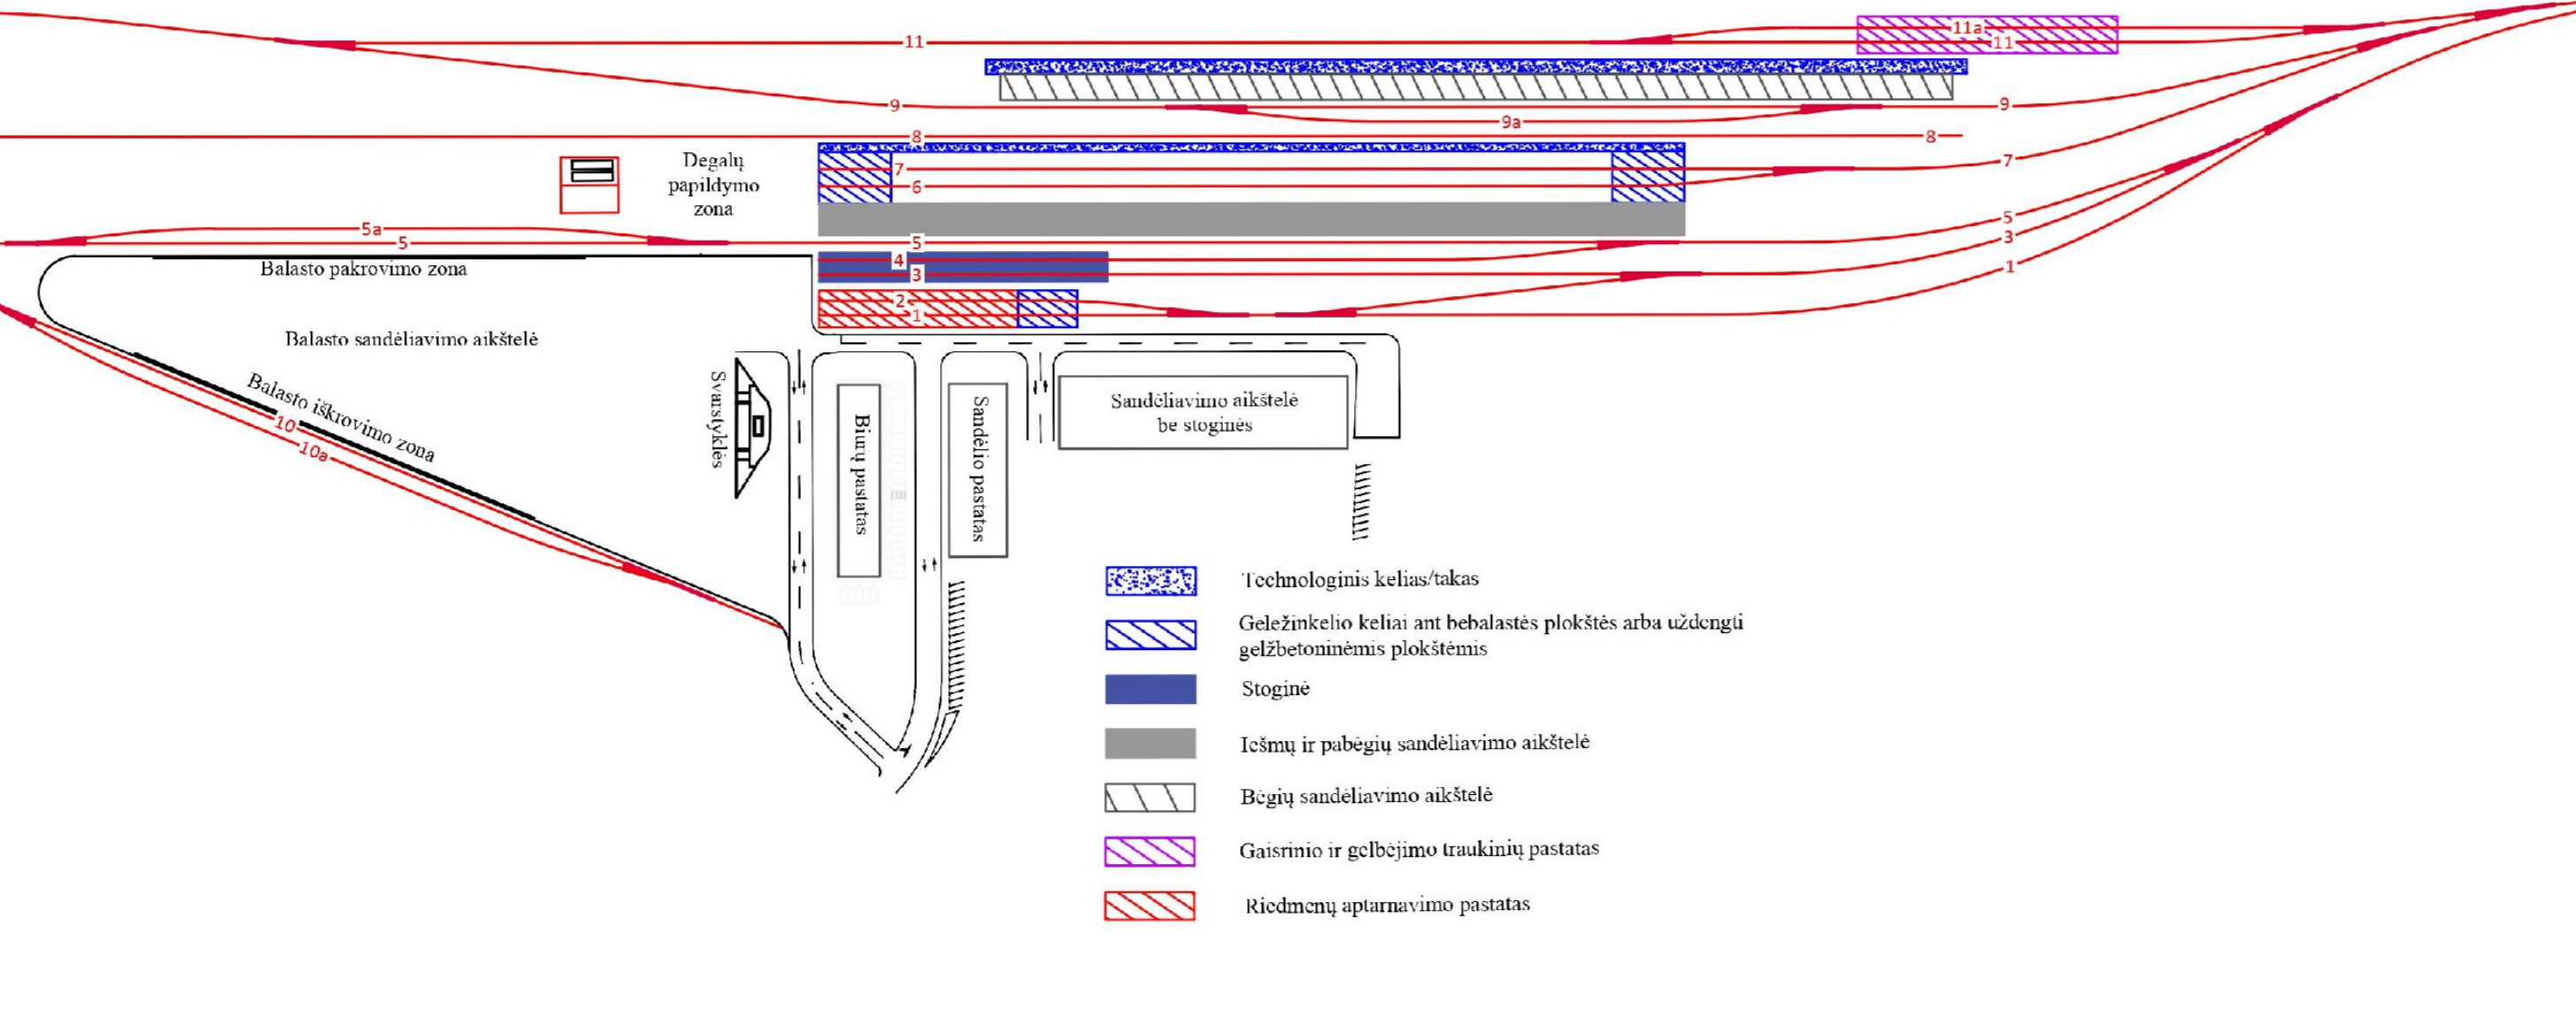 11a
11
11
9
9
9a
8
8
Degalų
papildymo
zona
7
7
6
5a
5
5
5
4
3
3
2
1
1
Balasto pakrovimo zona
Balasto sandėliavimo aikštelė
Balasto iškrovimo zona
10
10a
Svarstyklės
Biurų pastatas
Sandėlio pastatas
Sandėliavimo aikštelė
be stoginės
Technologinis kelias/takas
Geležinkelio keliai ant bebalastės plokštės arba uždengti
gelžbetoninėmis plokštėmis
Stoginė
Iešmų ir pabėgių sandėliavimo aikštelė
Bėgių sandėliavimo aikštelė
Gaisrinio ir gelbėjimo traukinių pastatas
Riedmenų aptarnavimo pastatas